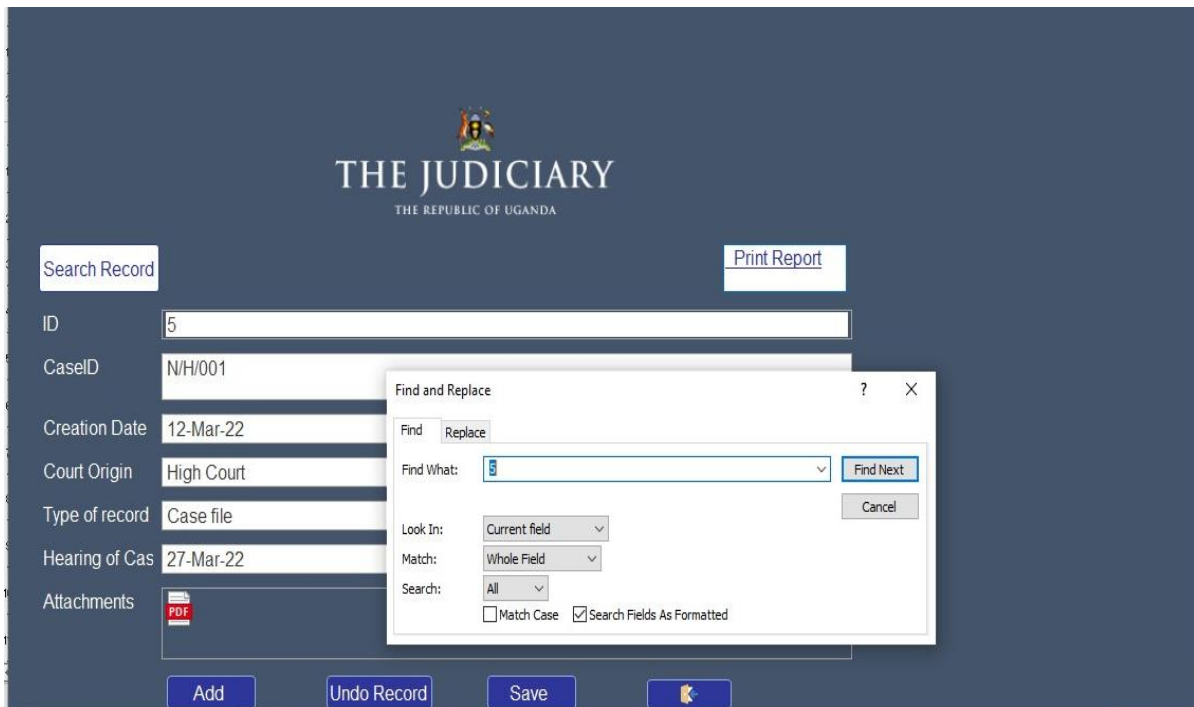 THE JUDICIARY
THE REPUBLIC OF UGANDA
Search Record
Print Report
ID
5
CaseID
N/H/001
Creation Date
12-Mar-22
Court Origin
High Court
Type of record
Case file
Hearing of Cas
27-Mar-22
Attachments
PDF
Find and Replace
?
X
Find
Replace
Find What:
5
Find Next
Cancel
Look In:
Current field
Match:
Whole Field
Search:
All
Match Case
Search Fields As Formatted
Add
Undo Record
Save